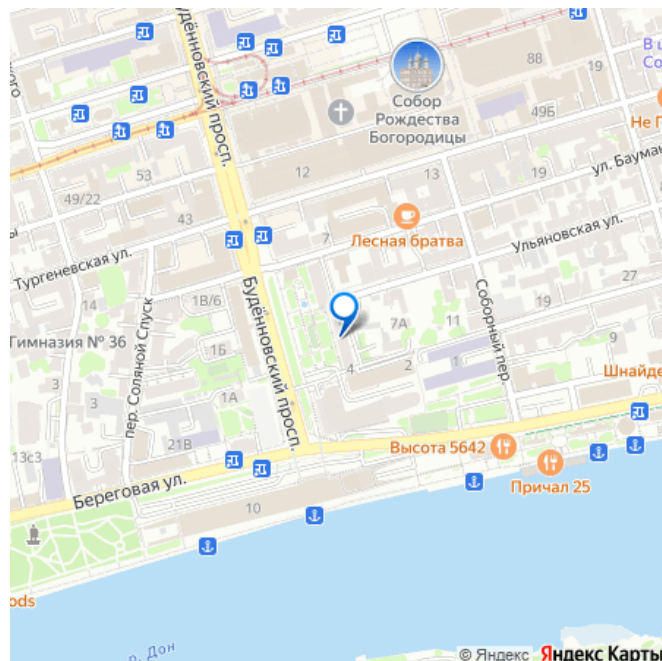 Будённовский просп.
88
19
Собор
Рождества
Богородицы
49Б
Не П
53
12
13
19
ул. Баума
49/22
43
Лесная братва
7
Ульяновская ул.
Тургеневская ул.
27
14
1В/6
Будённовский просп.
Соборный пер
19
7А
11
Гимназия № 36
пер. Соляной Спуск
1Б
9
4
2
1
Шнайде
3
3
1А
13с3
21В
Высота 5642
Береговая ул.
Причал 25
10
ods
р. Дон
© Яндекс Яндекс Карты